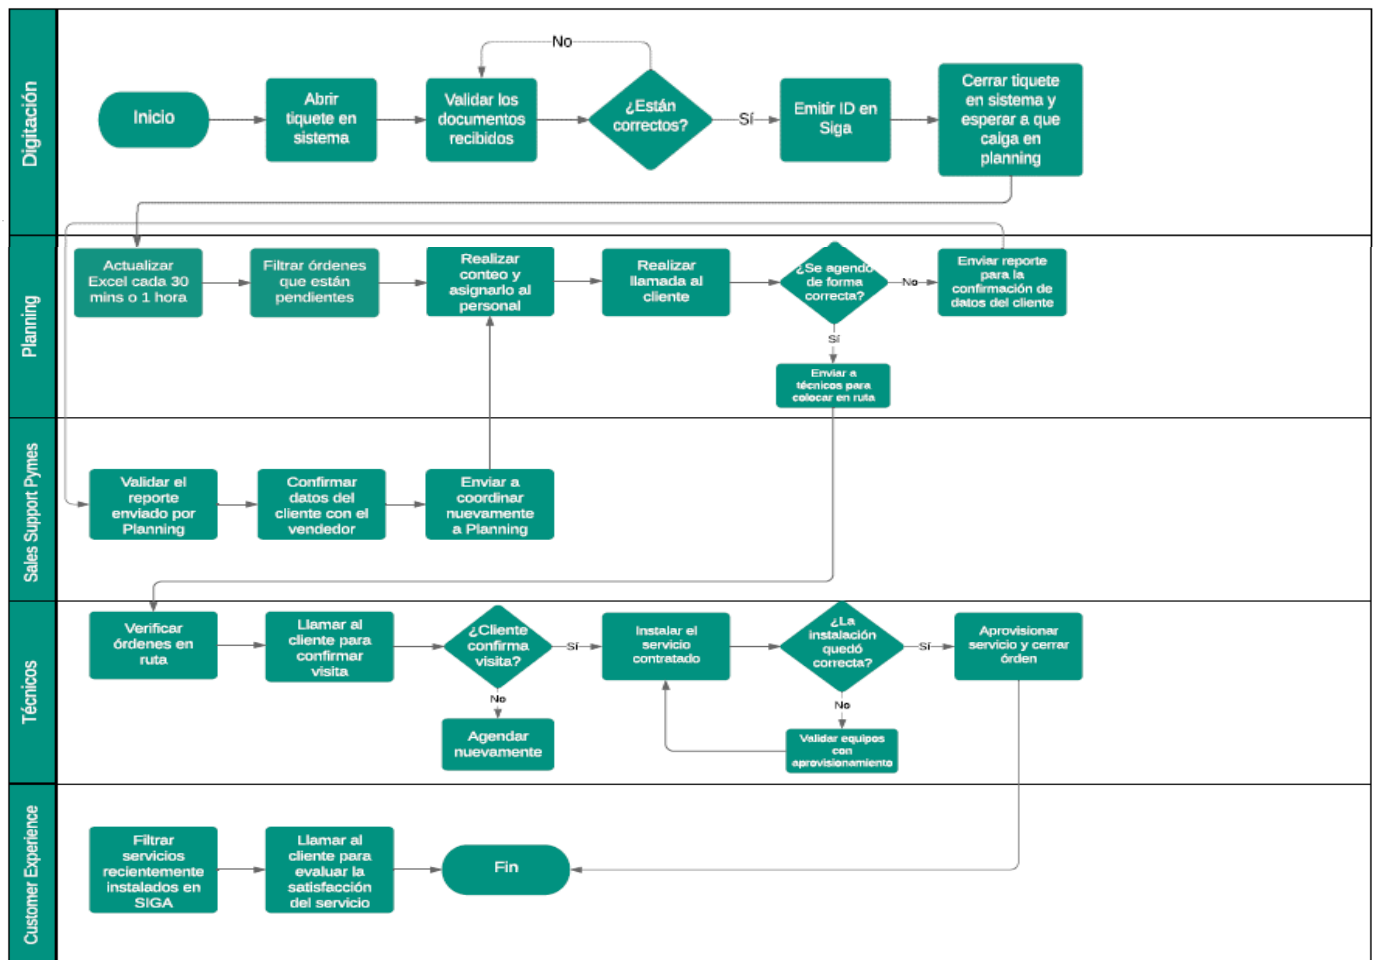 Digitación
Inicio
Abrir
tiquete en
sistema
Validar los
documentos
recibidos
No
¿Están
correctos?
Sí
Emitir ID en
Siga
Cerrar tiquete
en sistema y
esperar a que
caiga en
planning
Planning
Actualizar
Excel cada 30
mins o 1 hora
Filtrar órdenes
que están
pendientes
Realizar
conteo y
asignarlo al
personal
Realizar
llamada al
cliente
¿Se agendo
de forma
correcta?
No
Enviar reporte
para la
confirmación de
datos del cliente
Sí
Enviar a
técnicos para
colocar en ruta
Sales Support Pymes
Validar el
reporte
enviado por
Planning
Confirmar
datos del
cliente con el
vendedor
Enviar a
coordinar
nuevamente
a Planning
Técnicos
Verificar
órdenes en
ruta
Llamar al
cliente para
confirmar
visita
¿Cliente
confirma
visita?
Sí
No
Agendar
nuevamente
Instalar el
servicio
contratado
¿La
instalación
quedó
correcta?
Sí
No
Validar equipos
con
aprovisionamiento
Aprovisionar
servicio y cerrar
órden
Customer Experience
Filtrar
servicios
recientemente
instalados en
SIGA
Llamar al
cliente para
evaluar la
satisfacción
del servicio
Fin